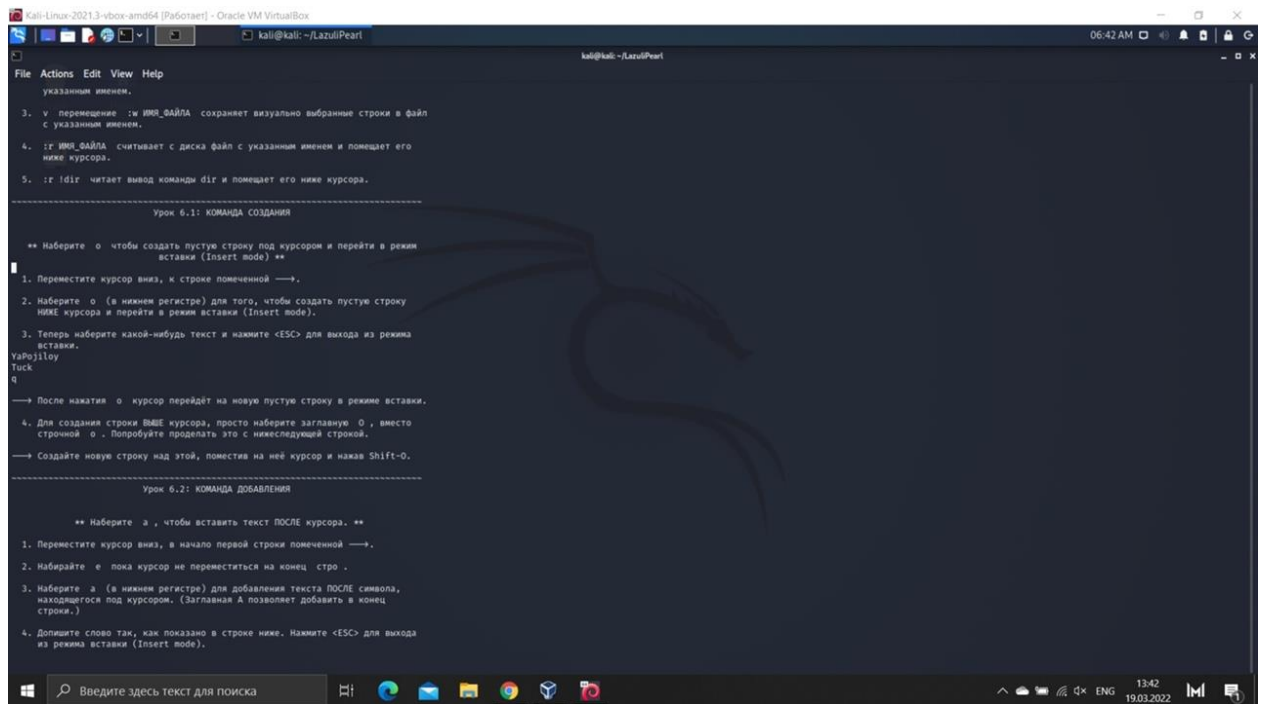 Kali-Linux-2021.3-vbox-amd64 [Работает] - Oracle VM VirtualBox
kali@kali: ~/LazuliPearl
06:42 AM
kali@kali: ~/LazuliPearl
File Actions Edit View Help
указанным именем.
3. v перемещение :w ИМЯ_ФАЙЛА сохраняет визуально выбранные строки в файл
с указанным именем.
4. :r ИМЯ_ФАЙЛА считывает с диска файл с указанным именем и помещает его
ниже курсора.
5. :r !dir читает вывод команды dir и помещает его ниже курсора.
~~~~~~~~~~~~~~~~~~~~~~~~~~~~~~~~~~~~~~~~~~~~~~~~~~~~~~~~~~~~~~~~~~~~~~~~~~~~~~
Урок 6.1: КОМАНДА СОЗДАНИЯ
** Наберите o чтобы создать пустую строку под курсором и перейти в режим
вставки (Insert mode) **
1. Переместите курсор вниз, к строке помеченной --->.
2. Наберите o (в нижнем регистре) для того, чтобы создать пустую строку
НИЖЕ курсора и перейти в режим вставки (Insert mode).
3. Теперь наберите какой-нибудь текст и нажмите <ESC> для выхода из режима
вставки.
YaPojiloy
Tuck
q
---> После нажатия o курсор перейдёт на новую пустую строку в режиме вставки.
4. Для создания строки ВЫШЕ курсора, просто наберите заглавную O , вместо
строчной o . Попробуйте проделать это с нижеследующей строкой.
---> Создайте новую строку над этой, поместив на неё курсор и нажав Shift-O.
~~~~~~~~~~~~~~~~~~~~~~~~~~~~~~~~~~~~~~~~~~~~~~~~~~~~~~~~~~~~~~~~~~~~~~~~~~~~~~
Урок 6.2: КОМАНДА ДОБАВЛЕНИЯ
** Наберите a , чтобы вставить текст ПОСЛЕ курсора. **
1. Переместите курсор вниз, в начало первой строки помеченной --->.
2. Набирайте e пока курсор не переместиться на конец стро .
3. Наберите a (в нижнем регистре) для добавления текста ПОСЛЕ символа,
находящегося под курсором. (Заглавная A позволяет добавить в конец
строки.)
4. Допишите слово так, как показано в строке ниже. Нажмите <ESC> для выхода
из режима вставки (Insert mode).
Введите здесь текст для поиска
ENG
13:42
19.03.2022